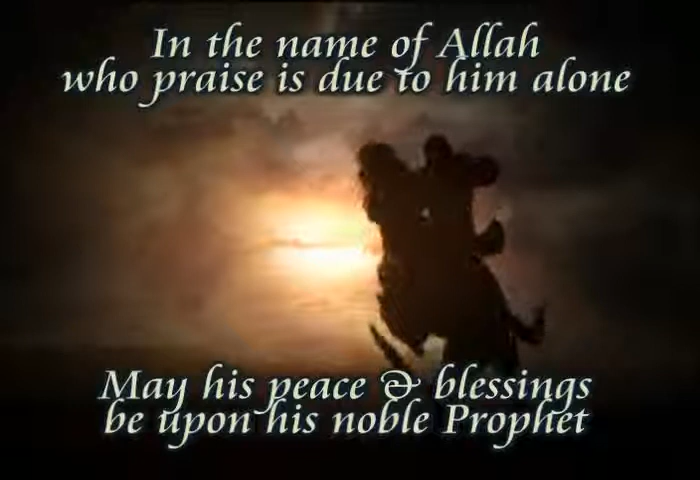 In the name of Allah
who praise is due to him alone
May his peace & blessings
be upon his noble Prophet